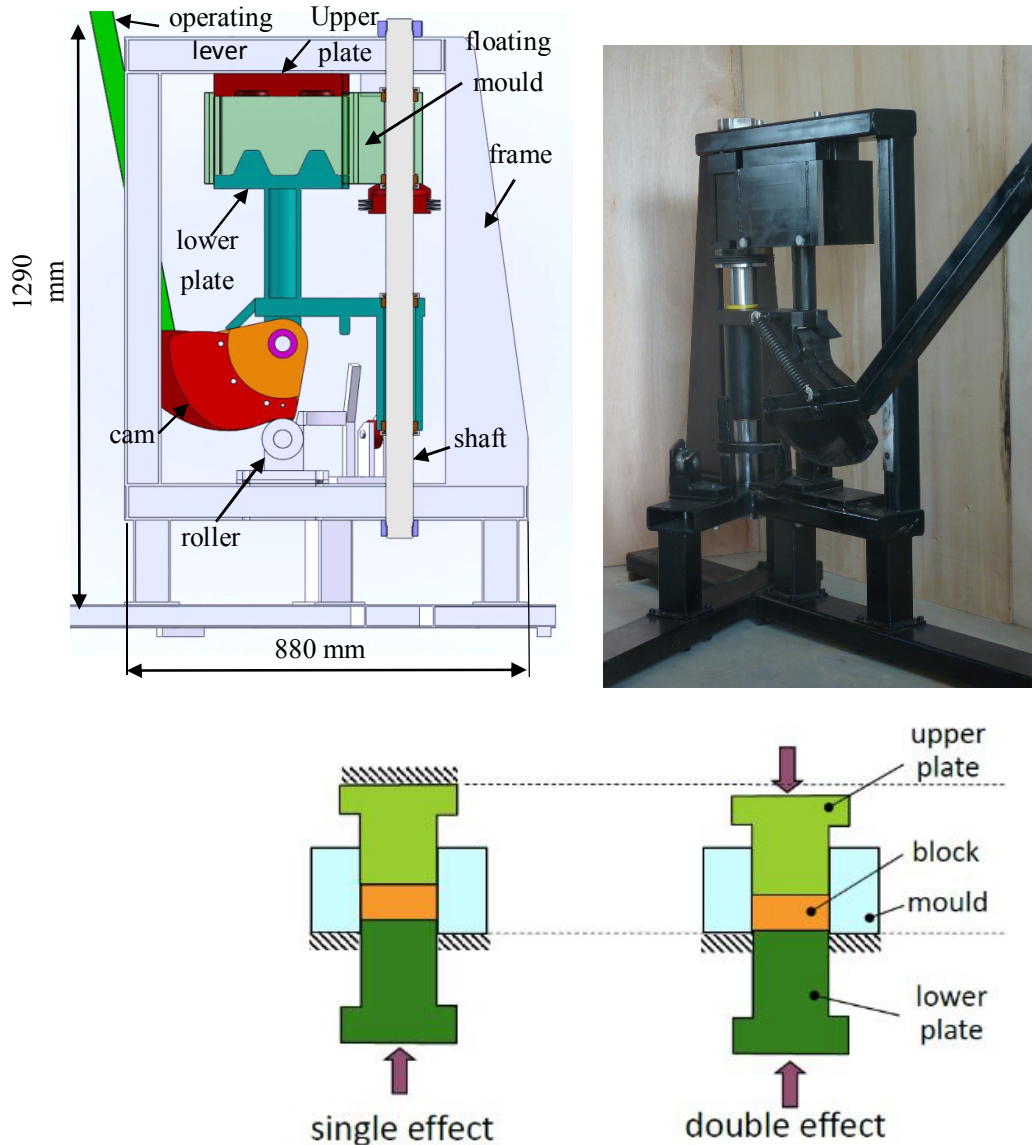 operating
lever
Upper
plate
floating
mould
frame
lower
plate
1290
mm
cam
shaft
roller
880 mm
upper
plate
block
mould
lower
plate
single effect
double effect